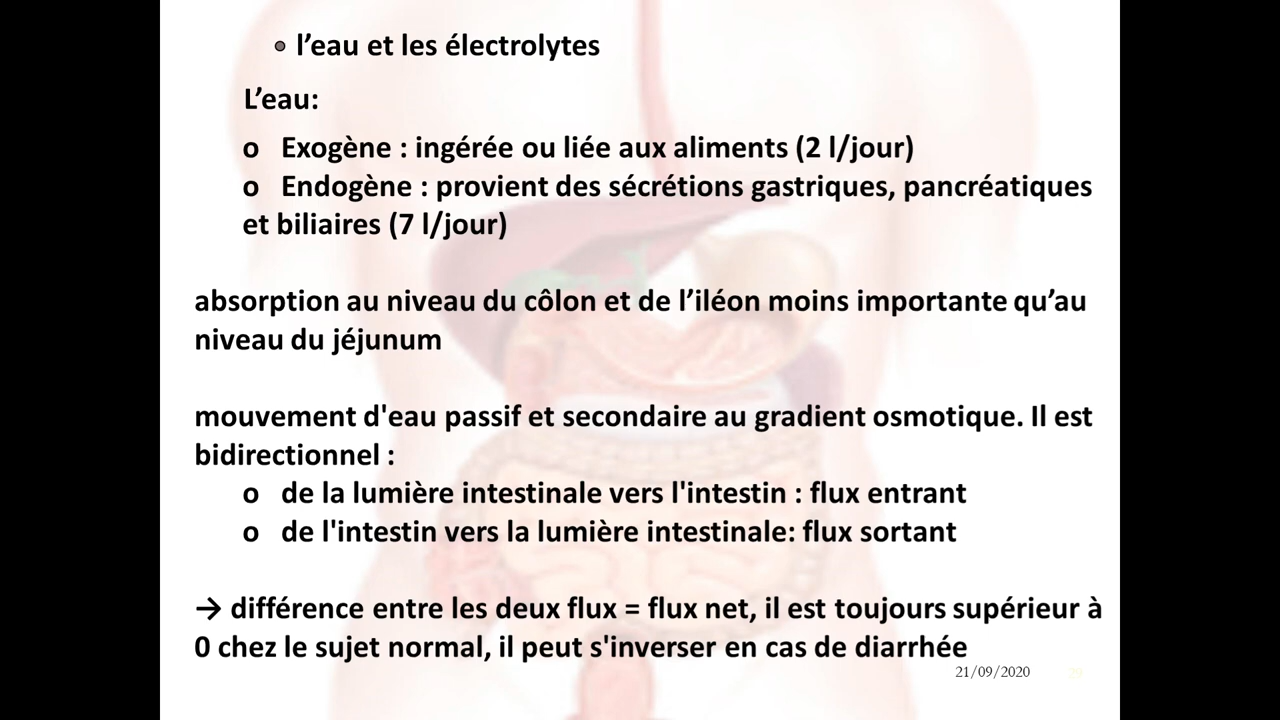 • l’eau et les électrolytes
L’eau:
o Exogène : ingérée ou liée aux aliments (2 l/jour)
o Endogène : provient des sécrétions gastriques, pancréatiques
et biliaires (7 l/jour)
absorption au niveau du côlon et de l’iléon moins importante qu’au
niveau du jéjunum
mouvement d'eau passif et secondaire au gradient osmotique. Il est
bidirectionnel :
o de la lumière intestinale vers l'intestin : flux entrant
o de l'intestin vers la lumière intestinale: flux sortant
→ différence entre les deux flux = flux net, il est toujours supérieur à
0 chez le sujet normal, il peut s'inverser en cas de diarrhée
21/09/2020